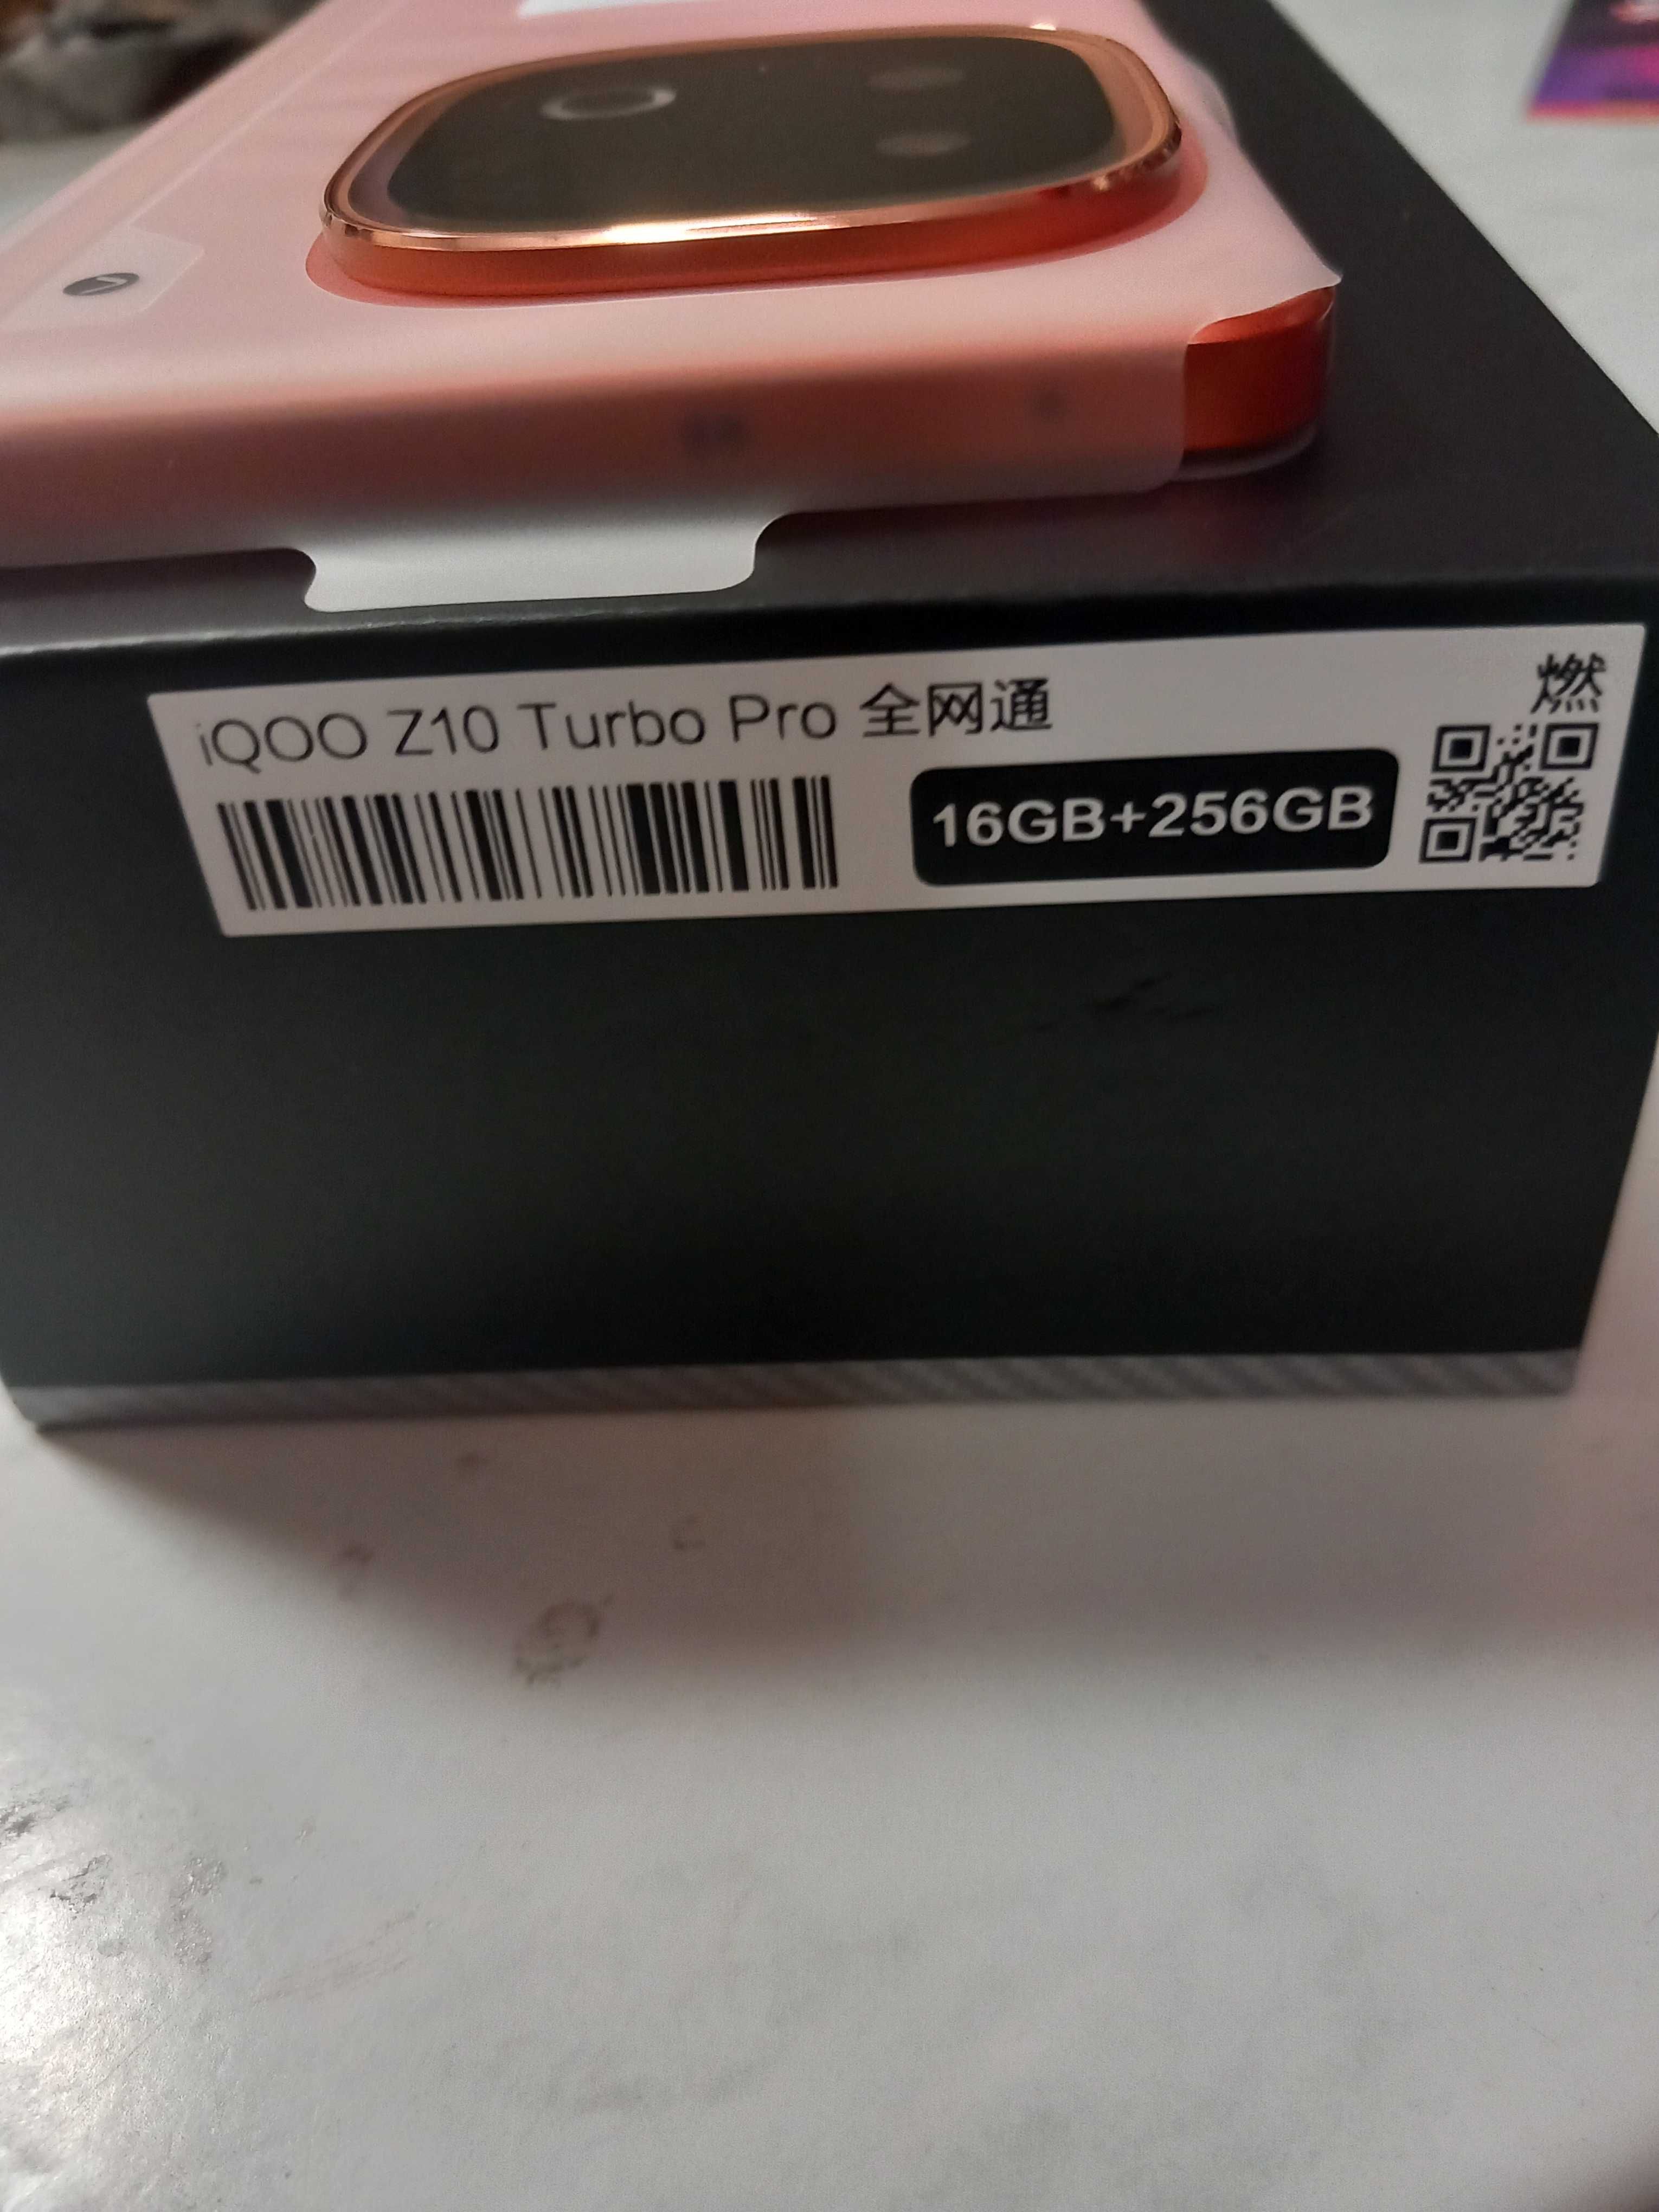 iQOO Z10 Turbo Pro 全网通
燃
16GB+256GB